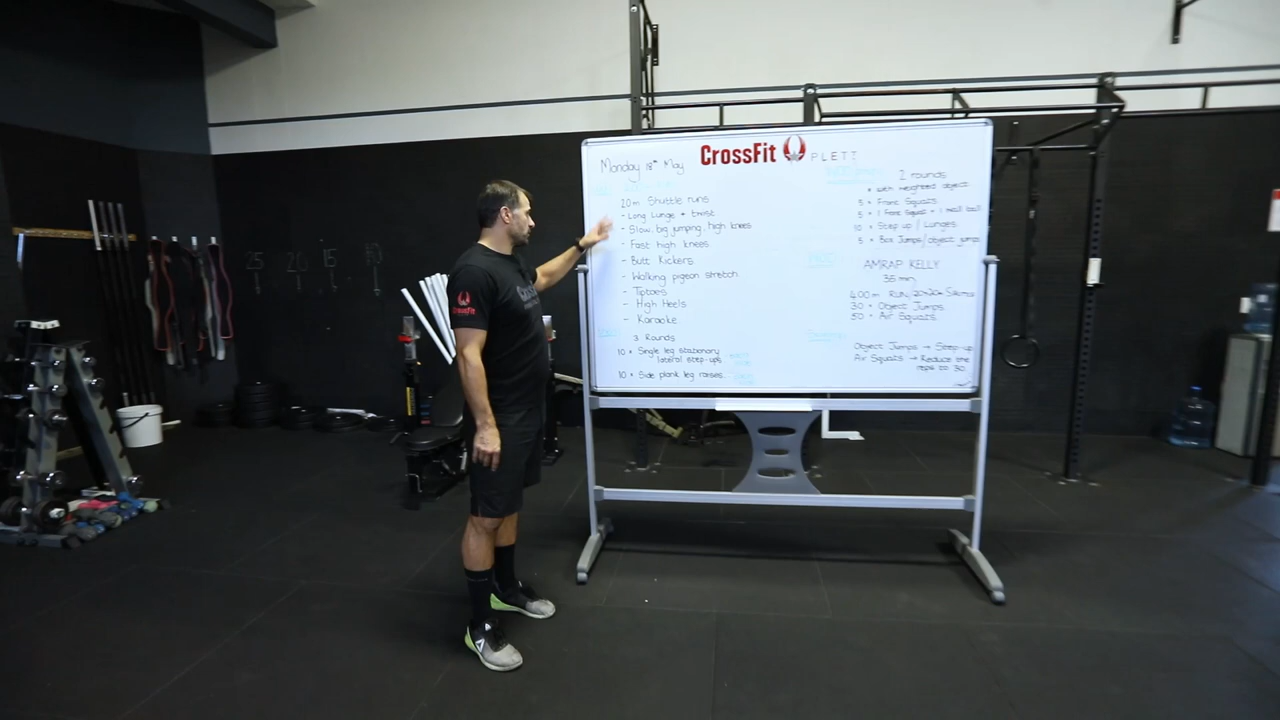 CrossFit PLETT
Monday 18th May
20m Shuttle runs
- Long Lunge + twist
- Slow, big jumping, high knees
- Fast high knees
- Butt Kickers
- Walking pigeon stretch
- Tiptoes
- High Heels
- Karaoke
3 Rounds
10 x Single leg stationary
lateral step-ups
10 x Side plank leg raises
2 rounds
* with weighted object
5 x Front Squats
5 x 1 Front Squat + 1 wall ball
10 x Step up / Lunges
5 x Box Jumps / object jumps
AMRAP KELLY
36 min
400m RUN
30 x Object Jumps
50 x Air Squats
Object Jumps → Step-up
Air Squats → Reduce the
reps to 30.
25 20 15 10
CrossFit